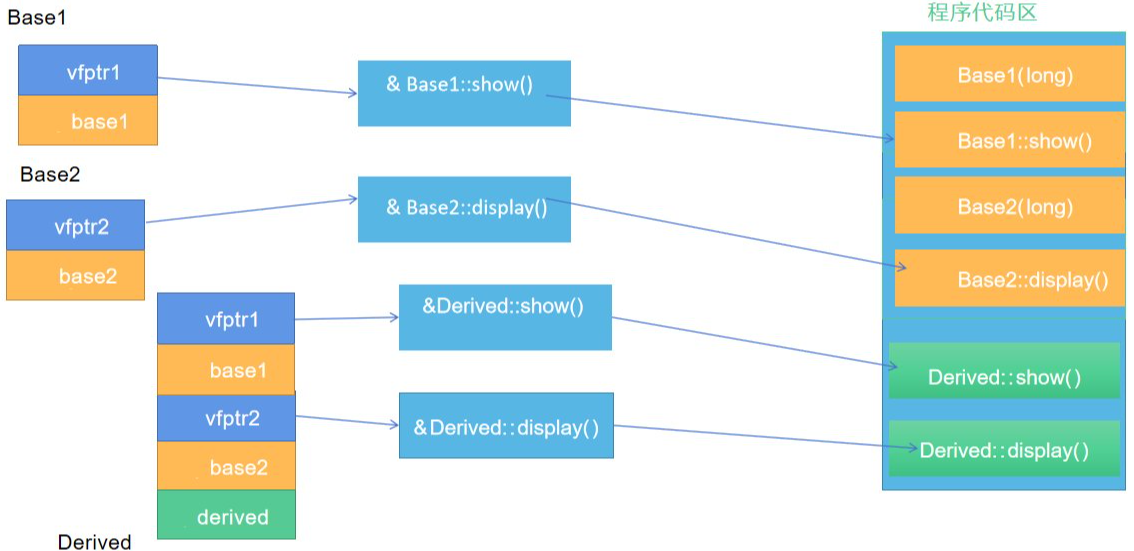 Base1
程序代码区
vfptr1
base1
& Base1::show()
Base1(long)
Base1::show()
Base2
vfptr2
base2
& Base2::display()
Base2(long)
Base2::display()
vfptr1
base1
vfptr2
base2
derived
Derived
&Derived::show()
&Derived::display()
Derived::show()
Derived::display()